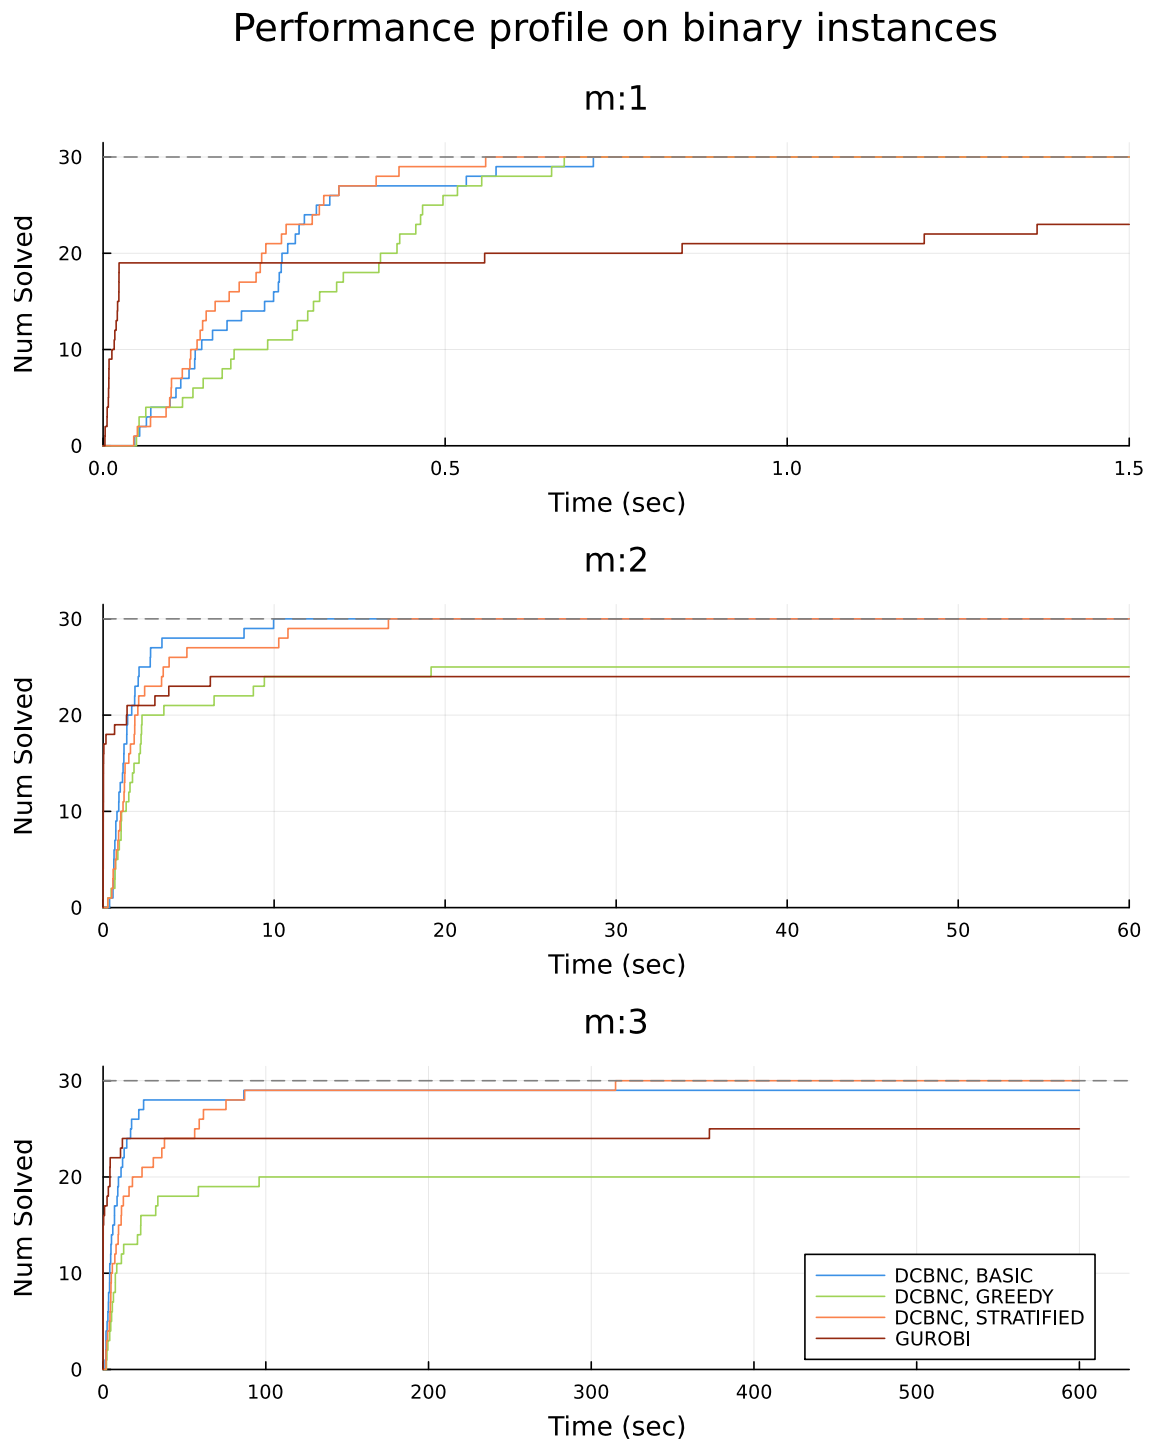 Performance profile on binary instances
m:1
30
20
10
0
Num Solved
0.0 0.5 1.0 1.5
Time (sec)
m:2
30
20
10
0
Num Solved
0 10 20 30 40 50 60
Time (sec)
m:3
30
20
10
0
Num Solved
DCBNC, BASIC
DCBNC, GREEDY
DCBNC, STRATIFIED
GUROBI
0 100 200 300 400 500 600
Time (sec)